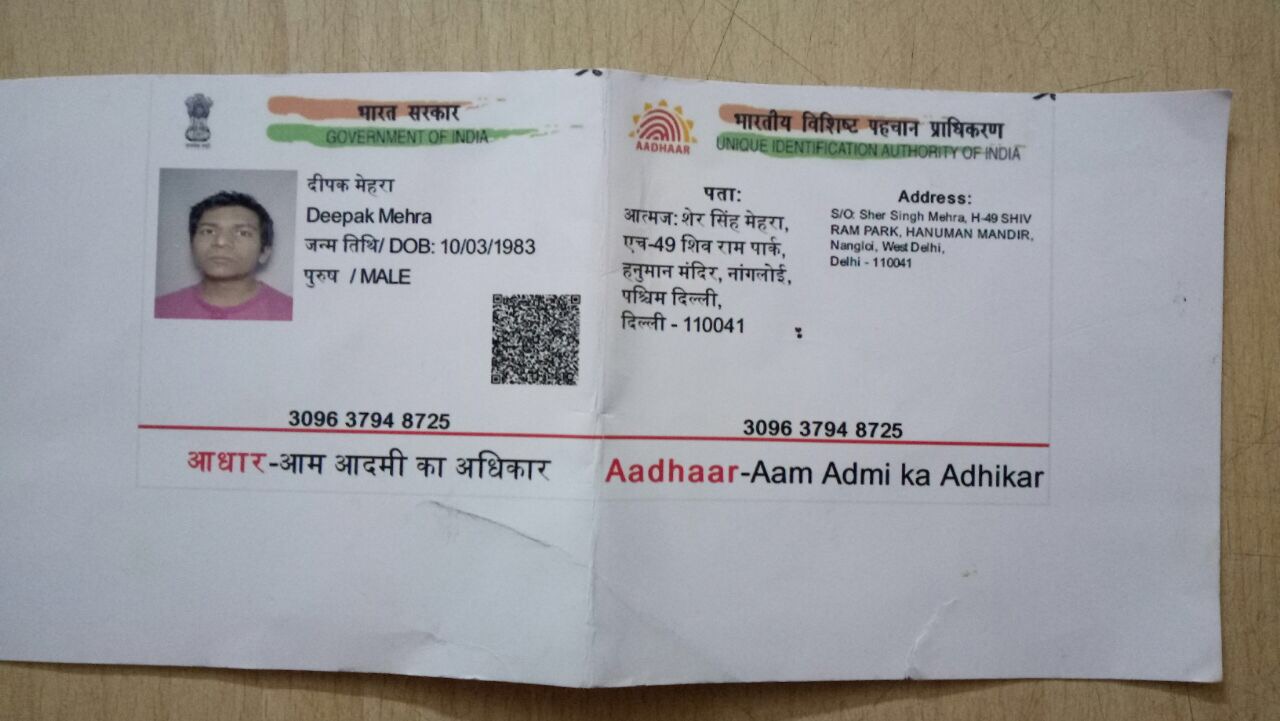 भारत सरकार
GOVERNMENT OF INDIA
दीपक मेहरा
Deepak Mehra
जन्म तिथि/ DOB: 10/03/1983
पुरुष / MALE
3096 3794 8725
आधार-आम आदमी का अधिकार
भारतीय विशिष्ट पहचान प्राधिकरण
UNIQUE IDENTIFICATION AUTHORITY OF INDIA
AADHAAR
पता:
आत्मज: शेर सिंह मेहरा,
एच-49 शिव राम पार्क,
हनुमान मंदिर, नांगलोई,
पश्चिम दिल्ली,
दिल्ली - 110041
Address:
S/O: Sher Singh Mehra, H-49 SHIV
RAM PARK, HANUMAN MANDIR,
Nangloi, West Delhi,
Delhi - 110041
3096 3794 8725
Aadhaar-Aam Admi ka Adhikar